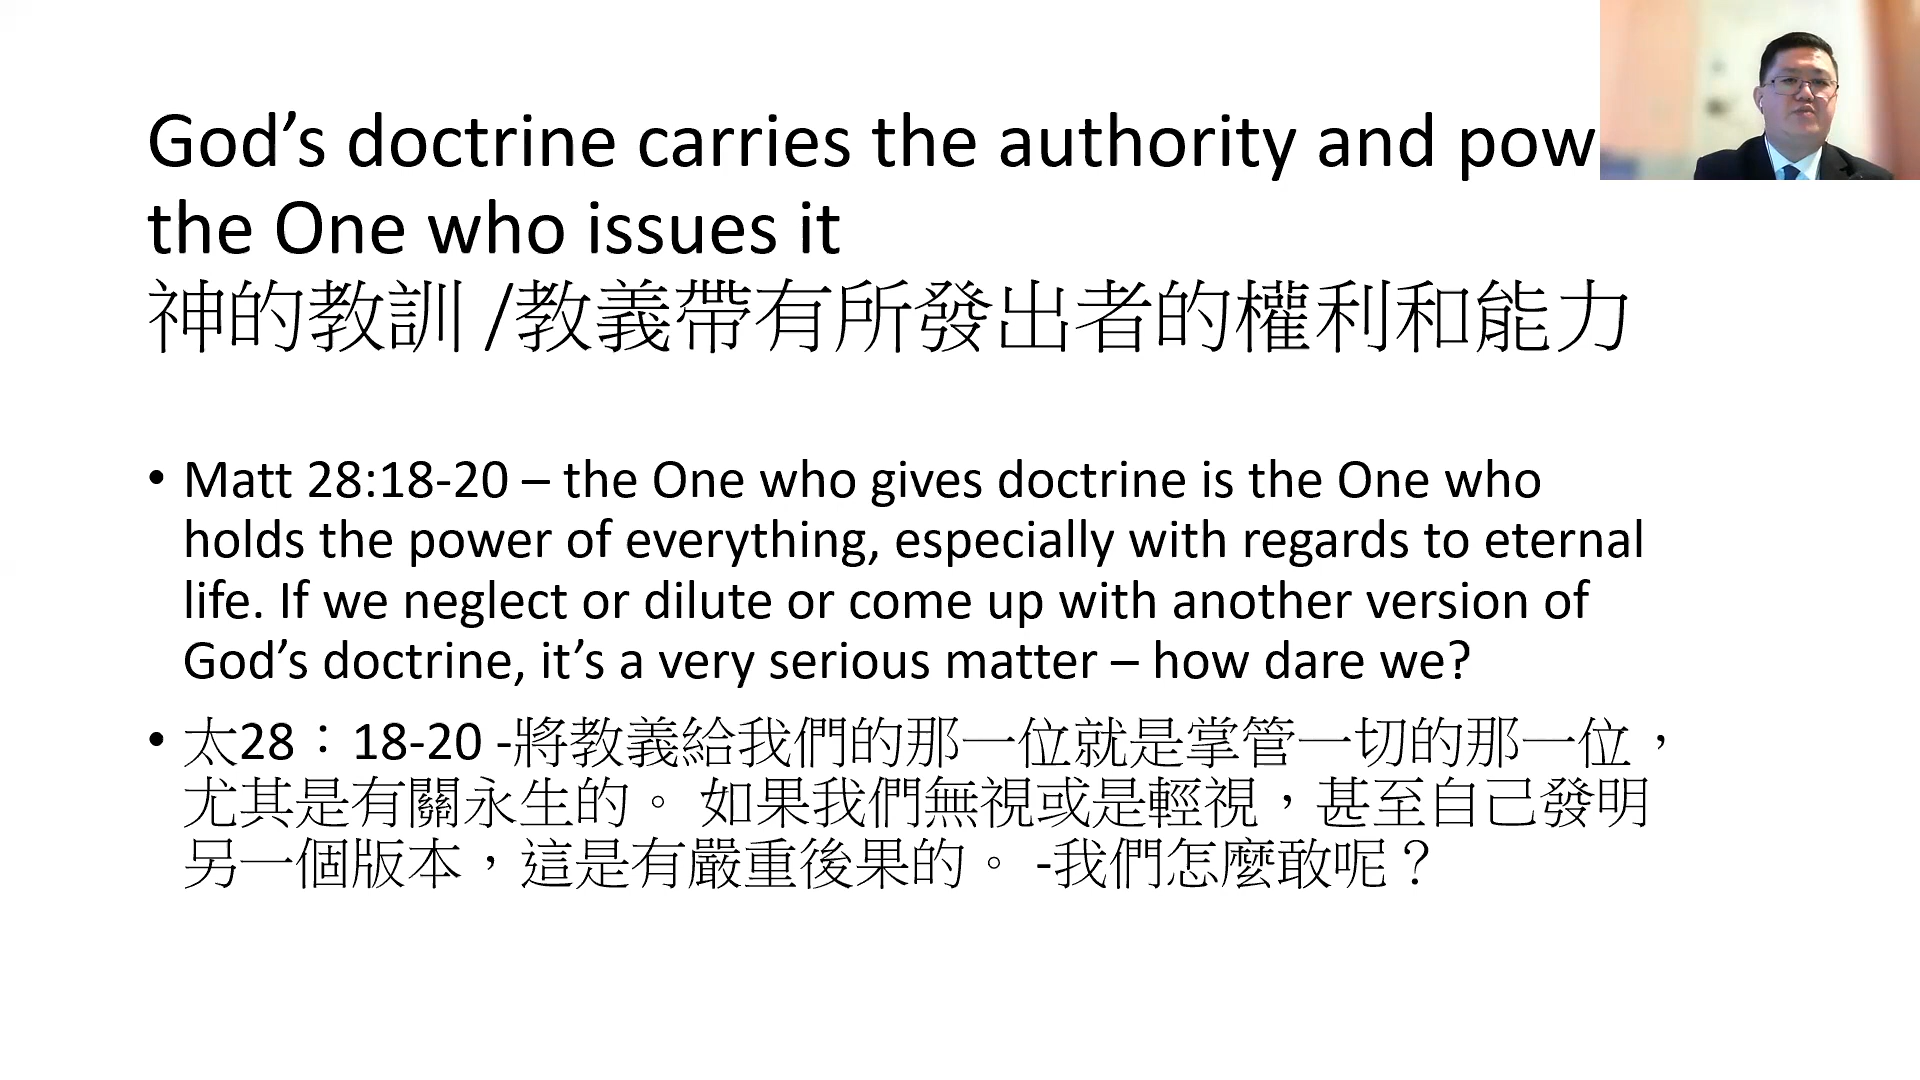 God’s doctrine carries the authority and pow
the One who issues it
神的教訓 /教義帶有所發出者的權利和能力
• Matt 28:18-20 – the One who gives doctrine is the One who
holds the power of everything, especially with regards to eternal
life. If we neglect or dilute or come up with another version of
God’s doctrine, it’s a very serious matter – how dare we?
• 太28：18-20 -將教義給我們的那一位就是掌管一切的那一位，
尤其是有關永生的。 如果我們無視或是輕視，甚至自己發明
另一個版本，這是有嚴重後果的。 -我們怎麼敢呢？